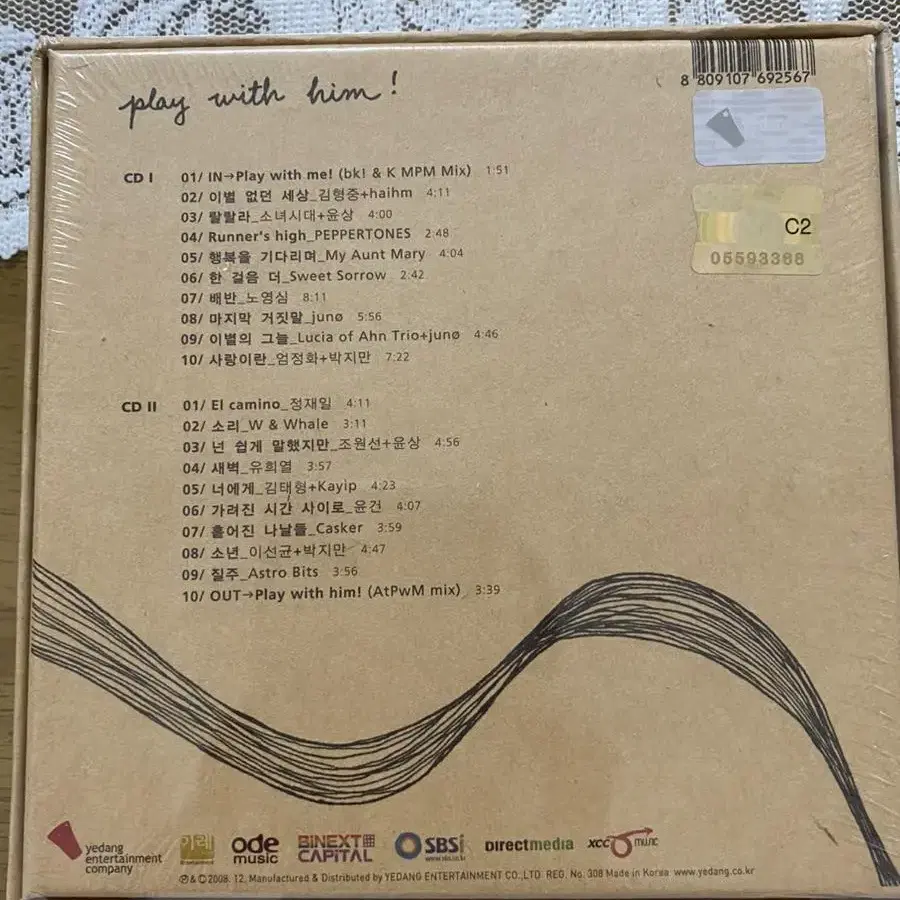 play with him!
8 809107 692567
C2
05593388
CD I
01/ IN→Play with me! (bk! & K MPM Mix) 1:51
02/ 이별 없던 세상_김형중+haihm 4:11
03/ 랄랄라_소녀시대+윤상 4:00
04/ Runner's high_PEPPERTONES 2:48
05/ 행복을 기다리며_My Aunt Mary 4:04
06/ 한 걸음 더_Sweet Sorrow 2:42
07/ 배반_노영심 8:11
08/ 마지막 거짓말_junø 5:56
09/ 이별의 그늘_Lucia of Ahn Trio+junø 4:46
10/ 사랑이란_엄정화+박지만 7:22
CD II
01/ El camino_정재일 4:11
02/ 소리_W & Whale 3:11
03/ 넌 쉽게 말했지만_조원선+윤상 4:56
04/ 새벽_유희열 3:57
05/ 너에게_김태형+Kayip 4:23
06/ 가려진 시간 사이로_윤건 4:07
07/ 흩어진 나날들_Casker 3:59
08/ 소년_이선균+박지만 4:47
09/ 질주_Astro Bits 3:56
10/ OUT→Play with him! (AtPwM mix) 3:39
yedang
entertainment
company
ode
music
BINEXT
CAPITAL
SBSi
www.sbs.co.kr
DIRECTmedia
xcc music
℗&©2008. 12. Manufactured & Distributed by YEDANG ENTERTAINMENT CO.,LTD. REG. No. 308 Made in Korea www.yedang.co.kr